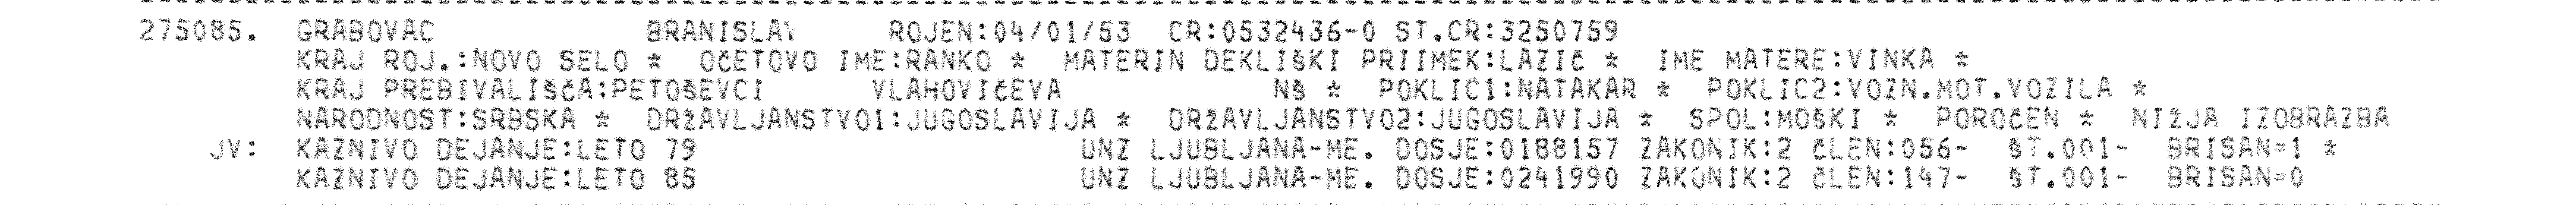 275085. GRABOVAC BRANISLAV ROJEN:04/01/53 CR:0532436-0 ST.CR:3250759
KRAJ ROJ.:NOVO SELO * OČETOVO IME:RANKO * MATERIN DEKLIŠKI PRIIMEK:LAZIČ * IME MATERE:VINKA *
KRAJ PREBIVALIŠČA:PETOŠEVCI VLAHOVIČEVA NŠ * POKLIC1:NATAKAR * POKLIC2:VOZN.MOT.VOZILA *
NARODNOST:SRBSKA * DRŽAVLJANSTVO1:JUGOSLAVIJA * DRŽAVLJANSTVO2:JUGOSLAVIJA * SPOL:MOŠKI * POROČEN * NIŽJA IZOBRAZBA
JV: KAZNIVO DEJANJE:LETO 79 UNZ LJUBLJANA-ME. DOSJE:0188157 ZAKONIK:2 ČLEN:056- ŠT.001- BRISAN=1 *
KAZNIVO DEJANJE:LETO 85 UNZ LJUBLJANA-ME. DOSJE:0241990 ZAKONIK:2 ČLEN:147- ŠT.001- BRISAN=0